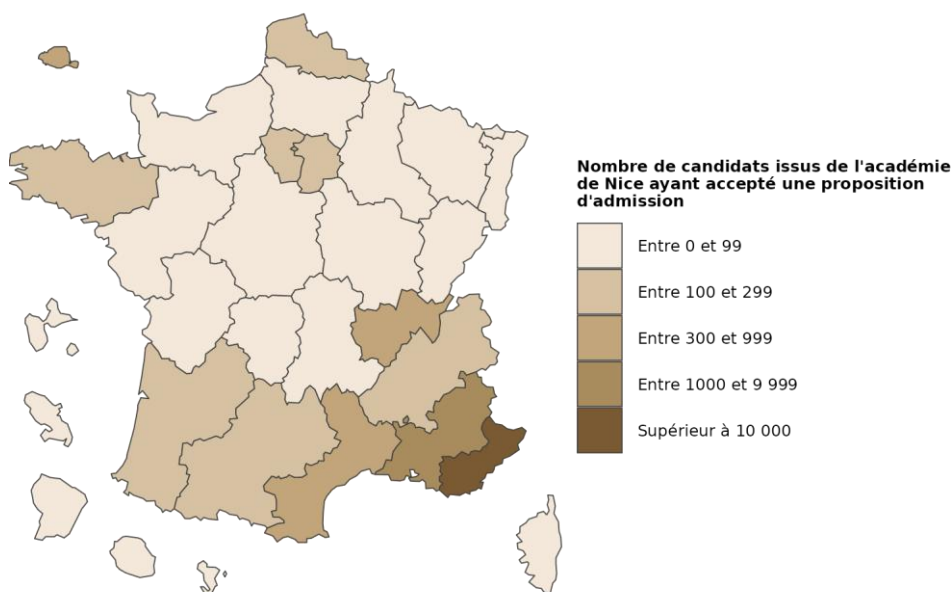 Nombre de candidats issus de l'académie
de Nice ayant accepté une proposition
d'admission
Entre 0 et 99
Entre 100 et 299
Entre 300 et 999
Entre 1000 et 9 999
Supérieur à 10 000